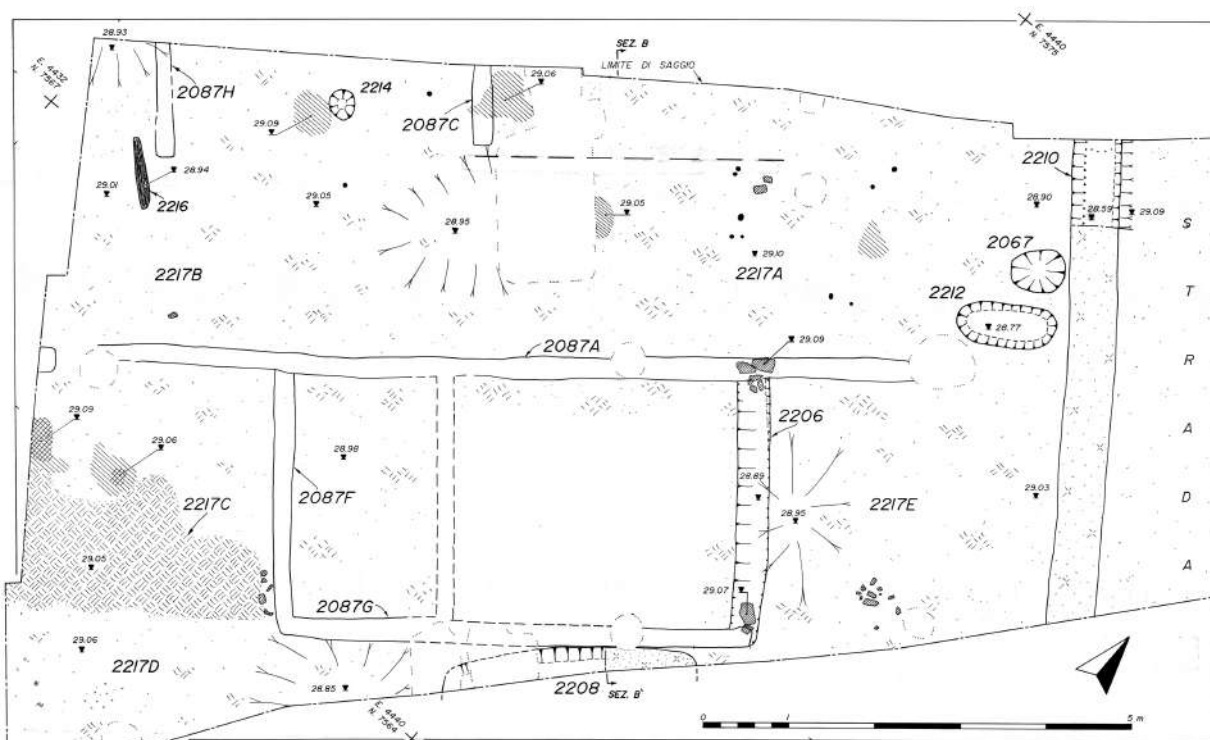 28.93
E. 4432
N. 7567
2087H
2214
29.09
2087C
29.06
SEZ. B
LIMITE DI SAGGIO
E. 4440
N. 7575
2210
28.94
29.01
2216
29.05
28.95
29.05
28.90
28.59
29.09
2067
2217B
29.10
2217A
2212
28.77
2087A
29.09
29.09
29.06
28.98
2206
2087F
2217C
28.89
28.95
2217E
29.03
29.05
2087G
29.07
29.06
2217D
28.85
2208
SEZ. B'
E. 4440
N. 7564
STRADA
0 1 5 m